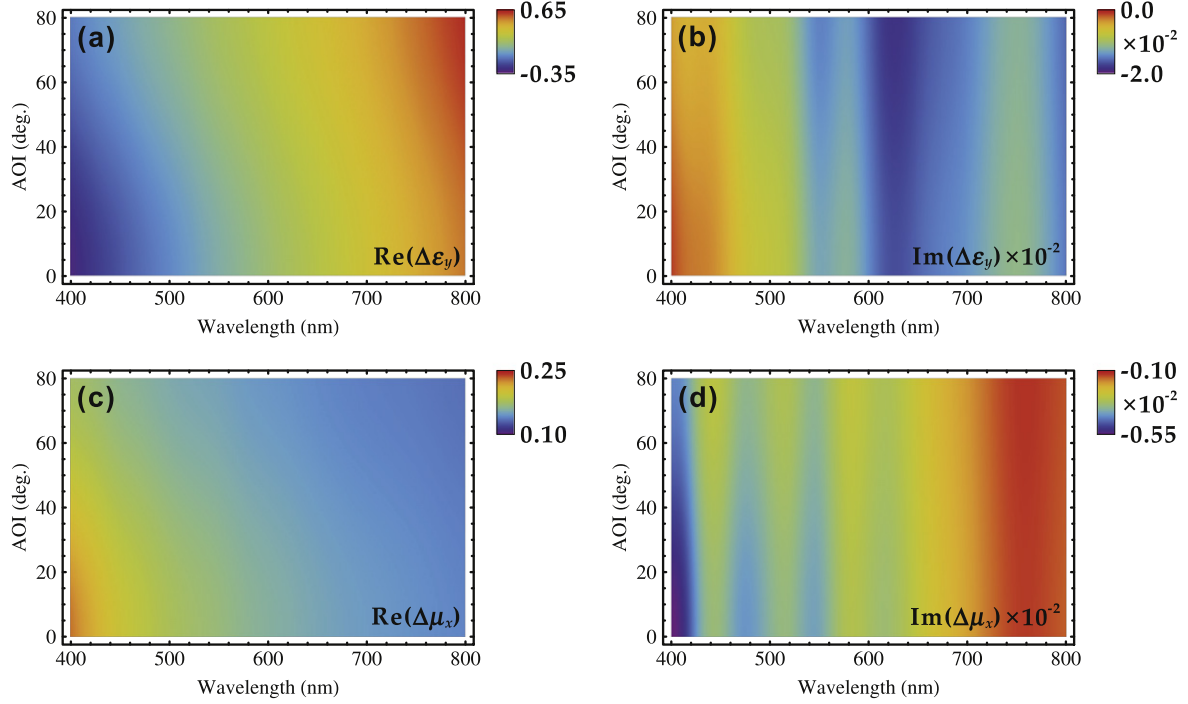 (a)
0.65
-0.35
80
60
40
20
0
AOI (deg.)
Re(Δεy)
400 500 600 700 800
Wavelength (nm)
(b)
0.0
×10-2
-2.0
80
60
40
20
0
AOI (deg.)
Im(Δεy)×10-2
400 500 600 700 800
Wavelength (nm)
(c)
0.25
0.10
80
60
40
20
0
AOI (deg.)
Re(Δμx)
400 500 600 700 800
Wavelength (nm)
(d)
-0.10
×10-2
-0.55
80
60
40
20
0
AOI (deg.)
Im(Δμx)×10-2
400 500 600 700 800
Wavelength (nm)